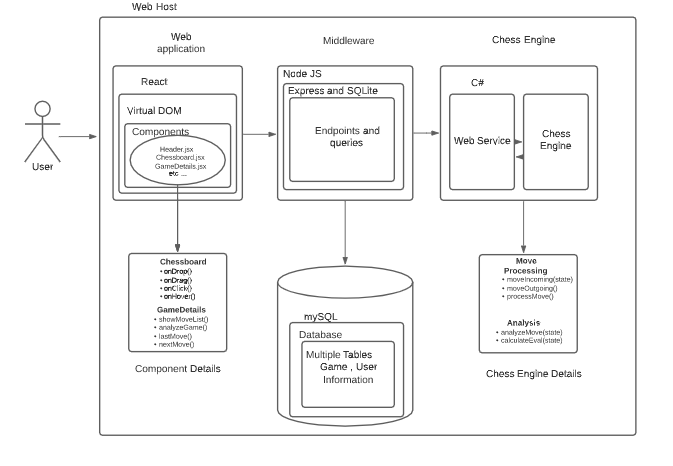 Web Host
Web
application
Middleware
Chess Engine
React
Virtual DOM
Components
Header.jsx
Chessboard.jsx
GameDetails.jsx
etc ...
Node JS
Express and SQLite
Endpoints and
queries
C#
Web Service
Chess
Engine
User
Chessboard
• onDrop()
• onDrag()
• onClick()
• onHover()
GameDetails
• showMoveList()
• analyzeGame()
• lastMove()
• nextMove()
Component Details
mySQL
Database
Multiple Tables
Game , User
Information
Move
Processing
• moveIncoming(state)
• moveOutgoing()
• processMove()
Analysis
• analyzeMove(state)
• calculateEval(state)
Chess Engine Details